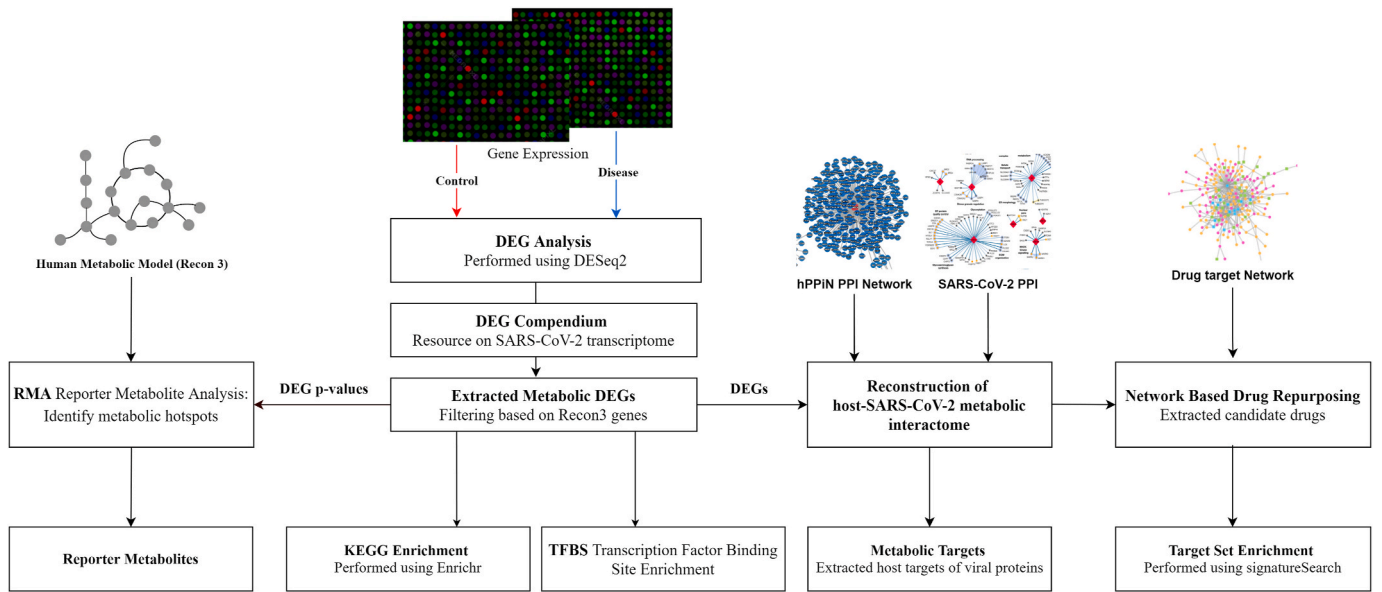 Gene Expression
Control
Disease
Human Metabolic Model (Recon 3)
DEG Analysis
Performed using DESeq2
hPPiN PPI Network
SARS-CoV-2 PPI
Drug target Network
DEG Compendium
Resource on SARS-CoV-2 transcriptome
RMA Reporter Metabolite Analysis:
Identify metabolic hotspots
DEG p-values
Extracted Metabolic DEGs
Filtering based on Recon3 genes
DEGs
Reconstruction of
host-SARS-CoV-2 metabolic
interactome
Network Based Drug Repurposing
Extracted candidate drugs
Reporter Metabolites
KEGG Enrichment
Performed using Enrichr
TFBS Transcription Factor Binding
Site Enrichment
Metabolic Targets
Extracted host targets of viral proteins
Target Set Enrichment
Performed using signatureSearch